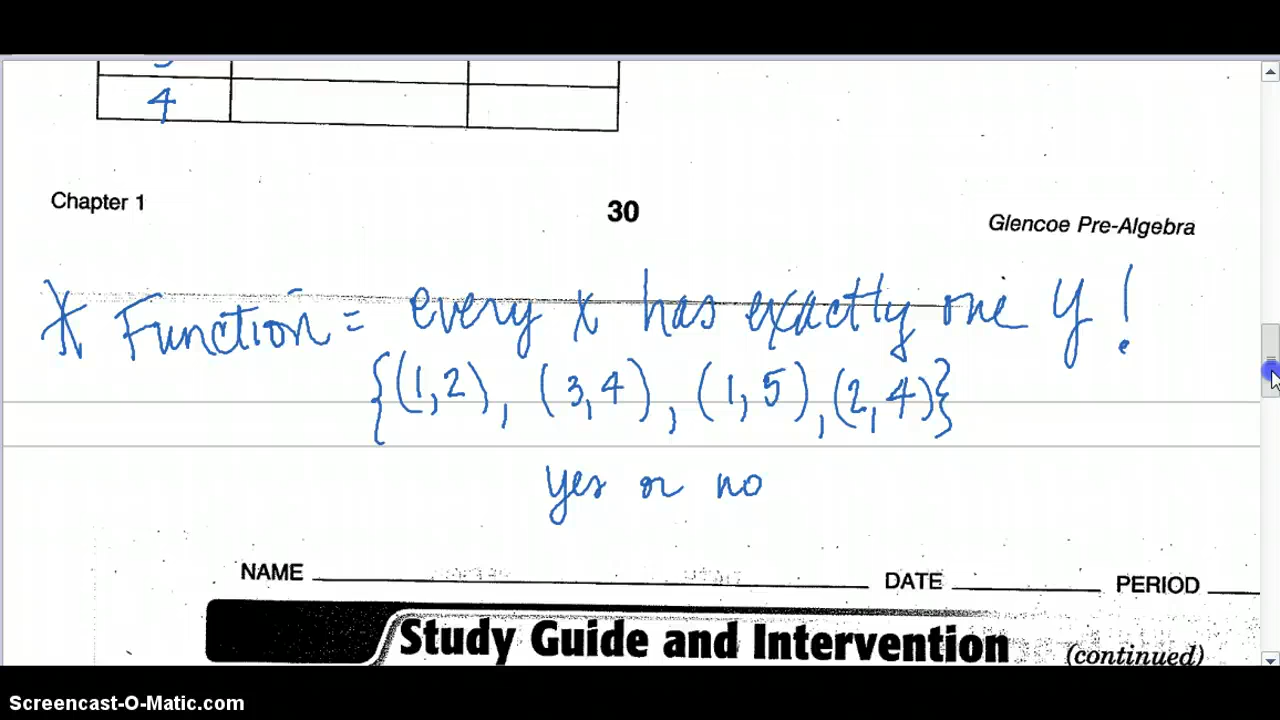 4
Chapter 1
30
Glencoe Pre-Algebra
* Function = every x has exactly one y!
{(1,2), (3,4), (1,5), (2,4)}
yes or no
NAME DATE PERIOD
Study Guide and Intervention (continued)
Screencast-O-Matic.com